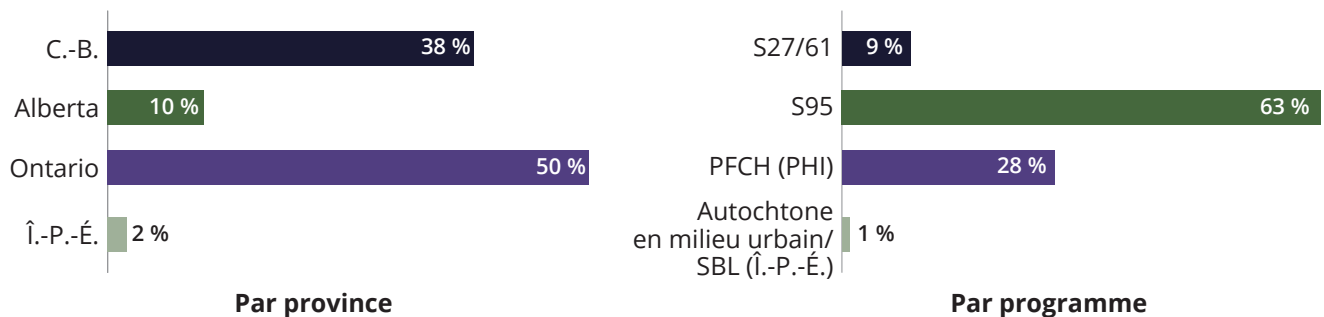 C.-B.
38 %
Alberta
10 %
Ontario
50 %
Î.-P.-É.
2 %
Par province
S27/61
9 %
S95
63 %
PFCH (PHI)
28 %
Autochtone
en milieu urbain/
SBL (Î.-P.-É.)
1 %
Par programme